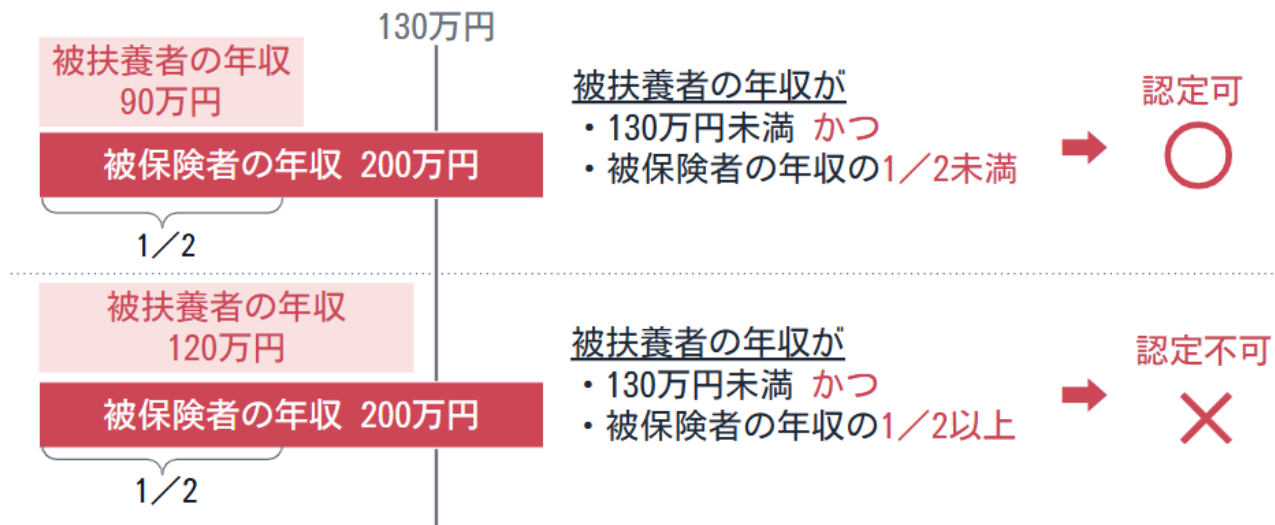 130万円
被扶養者の年収
90万円
被保険者の年収 200万円
1／2
被扶養者の年収が
・130万円未満 かつ
・被保険者の年収の1／2未満
認定可
被扶養者の年収
120万円
被保険者の年収 200万円
1／2
被扶養者の年収が
・130万円未満 かつ
・被保険者の年収の1／2以上
認定不可